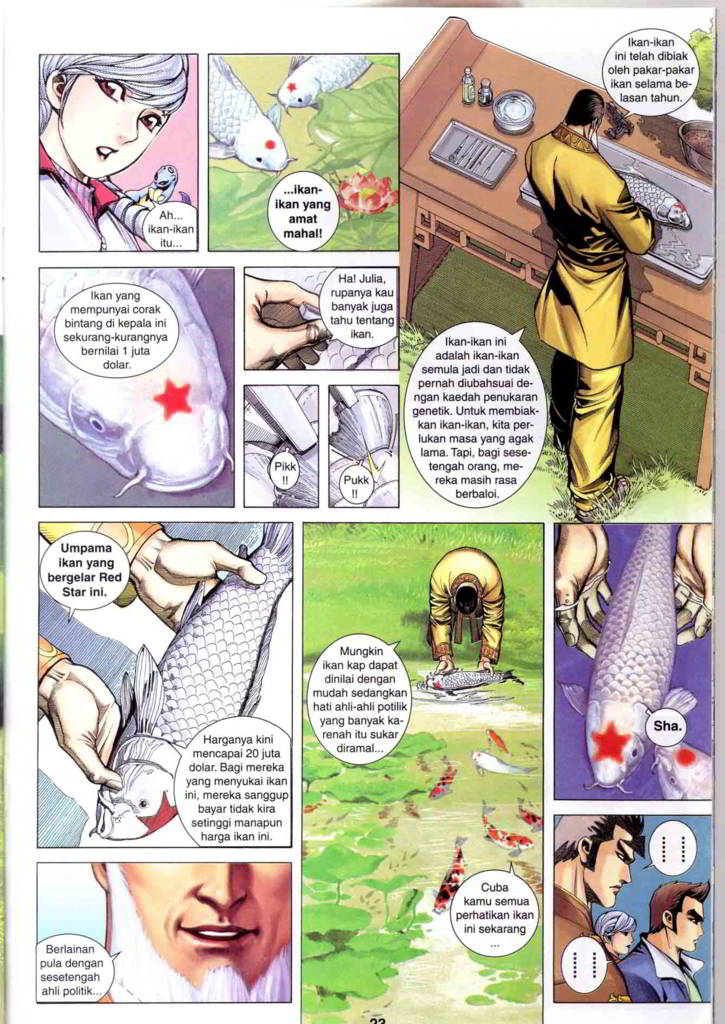 Ah...
ikan-ikan
itu...
...ikan-
ikan yang
amat
mahal!
Ikan-ikan
ini telah dibiak
oleh pakar-pakar
ikan selama be-
lasan tahun.
Ikan yang
mempunyai corak
bintang di kepala ini
sekurang-kurangnya
bernilai 1 juta
dolar.
Ha! Julia,
rupanya kau
banyak juga
tahu tentang
ikan.
Pikk
!!
Pukk
!!
Ikan-ikan ini
adalah ikan-ikan
semula jadi dan tidak
pernah diubahsuai de-
ngan kaedah penukaran
genetik. Untuk membiak-
kan ikan-ikan, kita per-
lukan masa yang agak
lama. Tapi, bagi sese-
tengah orang, me-
reka masih rasa
berbaloi.
Umpama
ikan yang
bergelar Red
Star ini.
Harganya kini
mencapai 20 juta
dolar. Bagi mereka
yang menyukai ikan
ini, mereka sanggup
bayar tidak kira
setinggi manapun
harga ikan ini.
Berlainan
pula dengan
sesetengah
ahli politik...
Mungkin
ikan kap dapat
dinilai dengan
mudah sedangkan
hati ahli-ahli potilik
yang banyak ka-
renah itu sukar
diramal...
Cuba
kamu semua
perhatikan ikan
ini sekarang
...
Sha.
23